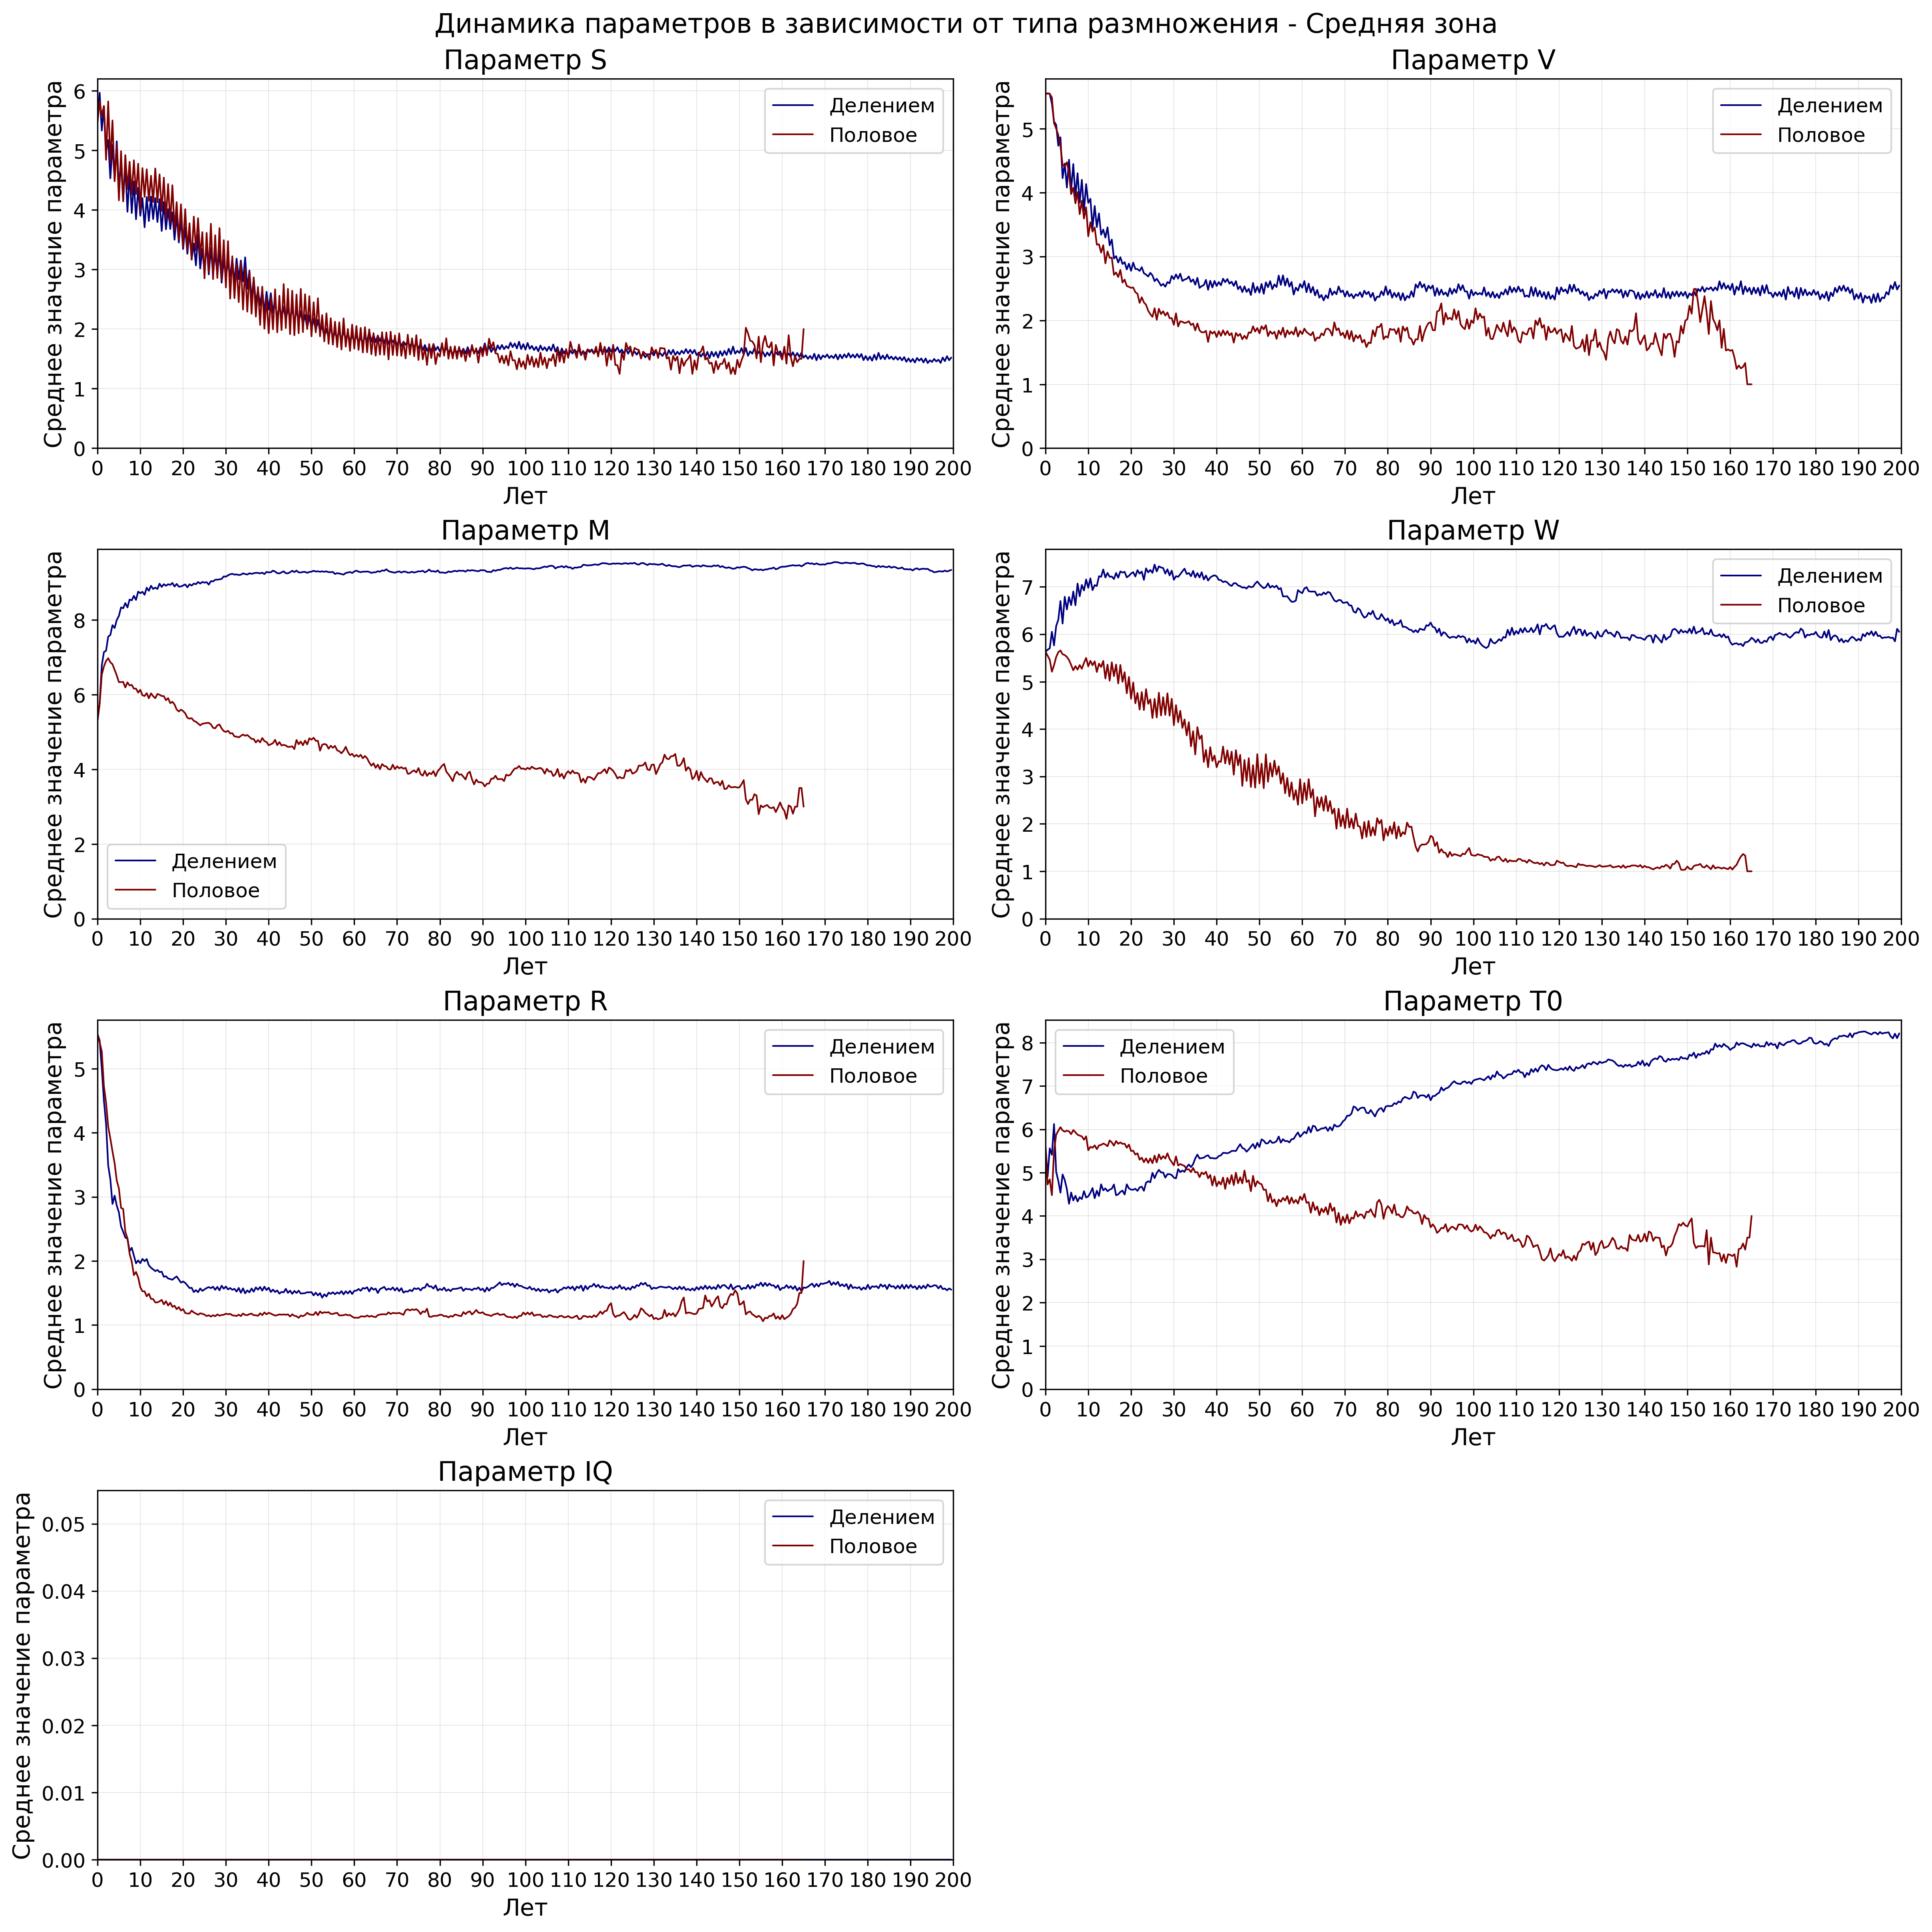 Динамика параметров в зависимости от типа размножения - Средняя зона
Параметр S
Среднее значение параметра
6
5
4
3
2
1
0
Делением
Половое
0 10 20 30 40 50 60 70 80 90 100 110 120 130 140 150 160 170 180 190 200
Лет
Параметр V
Среднее значение параметра
5
4
3
2
1
0
Делением
Половое
0 10 20 30 40 50 60 70 80 90 100 110 120 130 140 150 160 170 180 190 200
Лет
Параметр M
Среднее значение параметра
8
6
4
2
0
Делением
Половое
0 10 20 30 40 50 60 70 80 90 100 110 120 130 140 150 160 170 180 190 200
Лет
Параметр W
Среднее значение параметра
7
6
5
4
3
2
1
0
Делением
Половое
0 10 20 30 40 50 60 70 80 90 100 110 120 130 140 150 160 170 180 190 200
Лет
Параметр R
Среднее значение параметра
5
4
3
2
1
0
Делением
Половое
0 10 20 30 40 50 60 70 80 90 100 110 120 130 140 150 160 170 180 190 200
Лет
Параметр T0
Среднее значение параметра
8
7
6
5
4
3
2
1
0
Делением
Половое
0 10 20 30 40 50 60 70 80 90 100 110 120 130 140 150 160 170 180 190 200
Лет
Параметр IQ
Среднее значение параметра
0.05
0.04
0.03
0.02
0.01
0.00
Делением
Половое
0 10 20 30 40 50 60 70 80 90 100 110 120 130 140 150 160 170 180 190 200
Лет